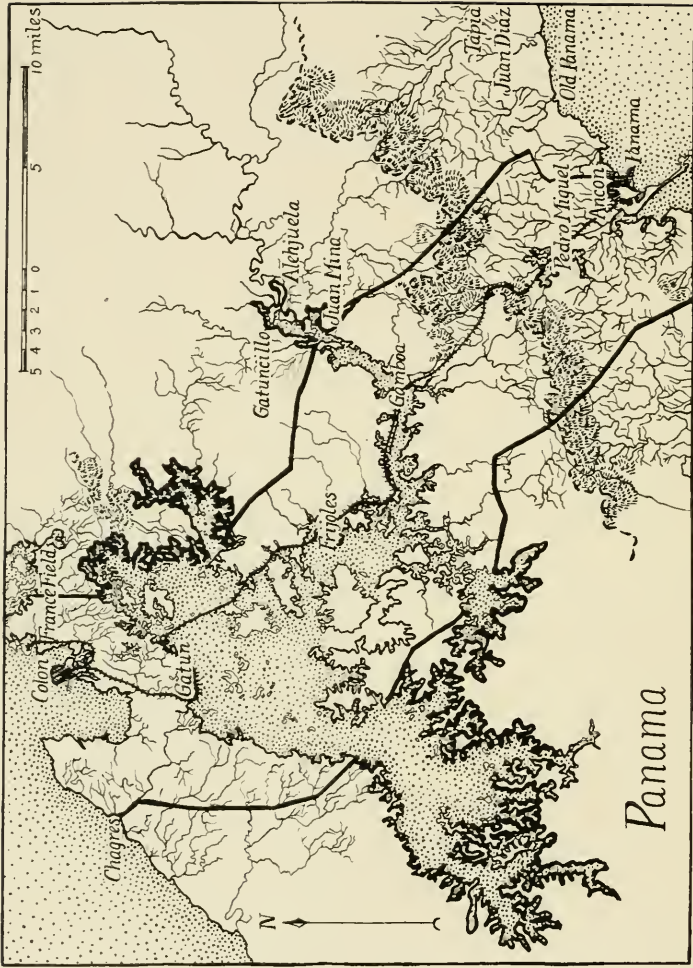 5 4 3 2 1 0 5 10 miles
Colon
France Field
Chagres
Gatun
Frijoles
Gatuncillo
Alehjuela
Juan Mina
Gamboa
Tapia
Juan Diaz
Old Panama
Pedro Miguel
Ancon
Panama
N
Panama